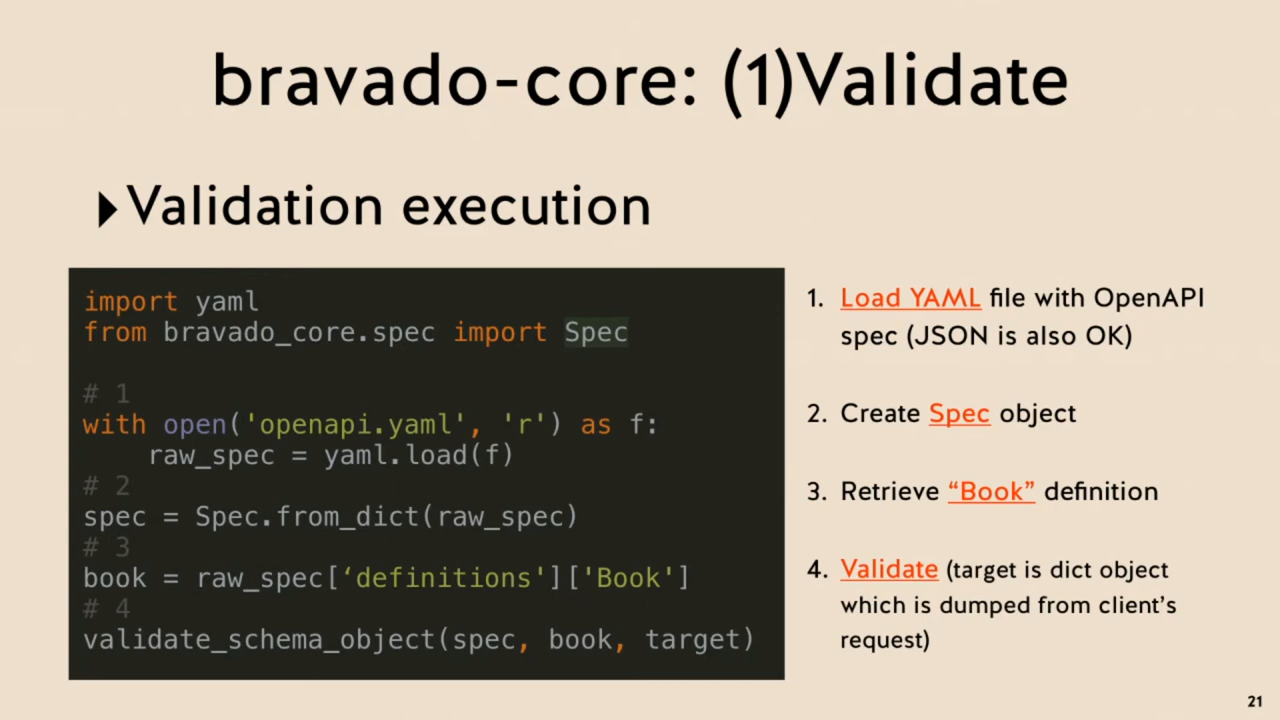 bravado-core: (1)Validate
▸Validation execution
import yaml
from bravado_core.spec import Spec
# 1
with open('openapi.yaml', 'r') as f:
    raw_spec = yaml.load(f)
# 2
spec = Spec.from_dict(raw_spec)
# 3
book = raw_spec[‘definitions']['Book']
# 4
validate_schema_object(spec, book, target)
1. Load YAML file with OpenAPI
spec (JSON is also OK)
2. Create Spec object
3. Retrieve “Book” definition
4. Validate (target is dict object
which is dumped from client’s
request)
21